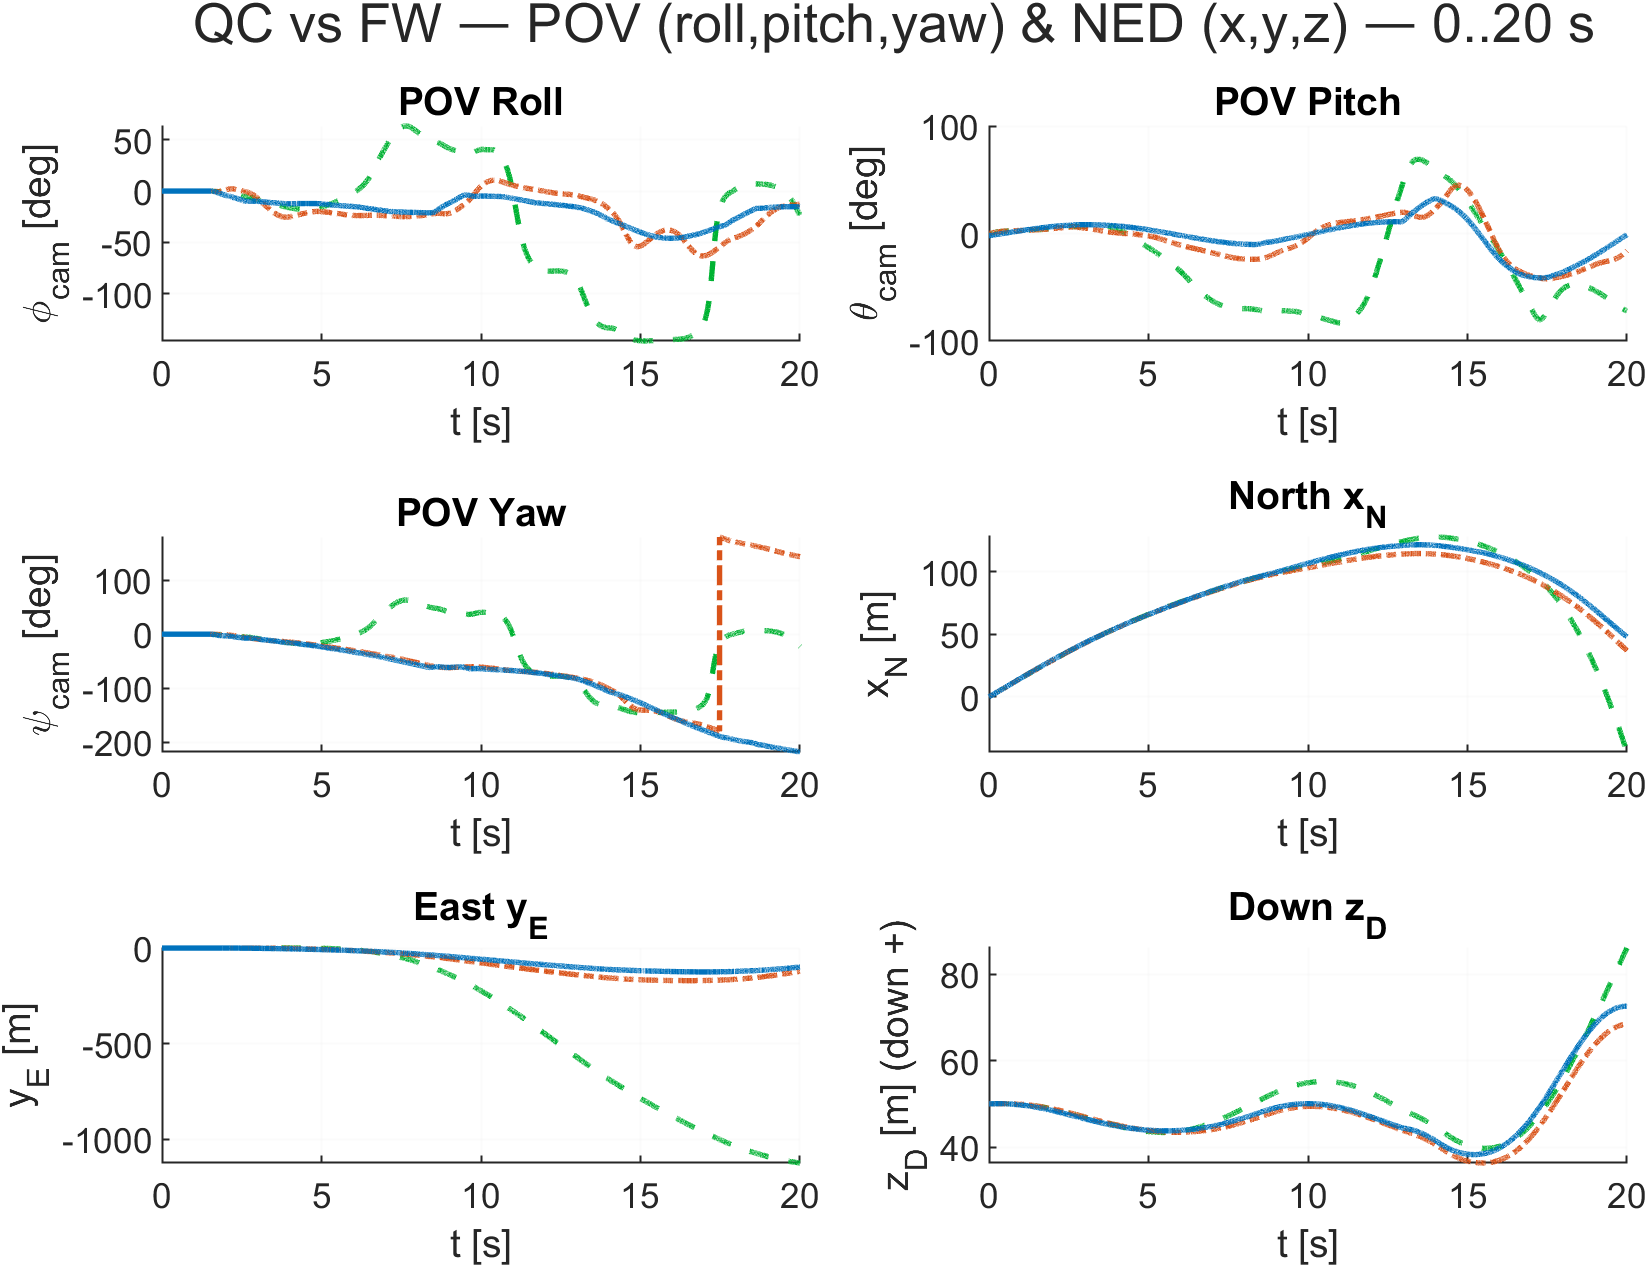 QC vs FW — POV (roll,pitch,yaw) & NED (x,y,z) — 0..20 s
POV Roll
ϕcam [deg]
50
0
-50
-100
0 5 10 15 20
t [s]
POV Pitch
θcam [deg]
100
0
-100
0 5 10 15 20
t [s]
POV Yaw
ψcam [deg]
100
0
-100
-200
0 5 10 15 20
t [s]
North xN
xN [m]
100
50
0
0 5 10 15 20
t [s]
East yE
yE [m]
0
-500
-1000
0 5 10 15 20
t [s]
Down zD
zD [m] (down +)
80
60
40
0 5 10 15 20
t [s]